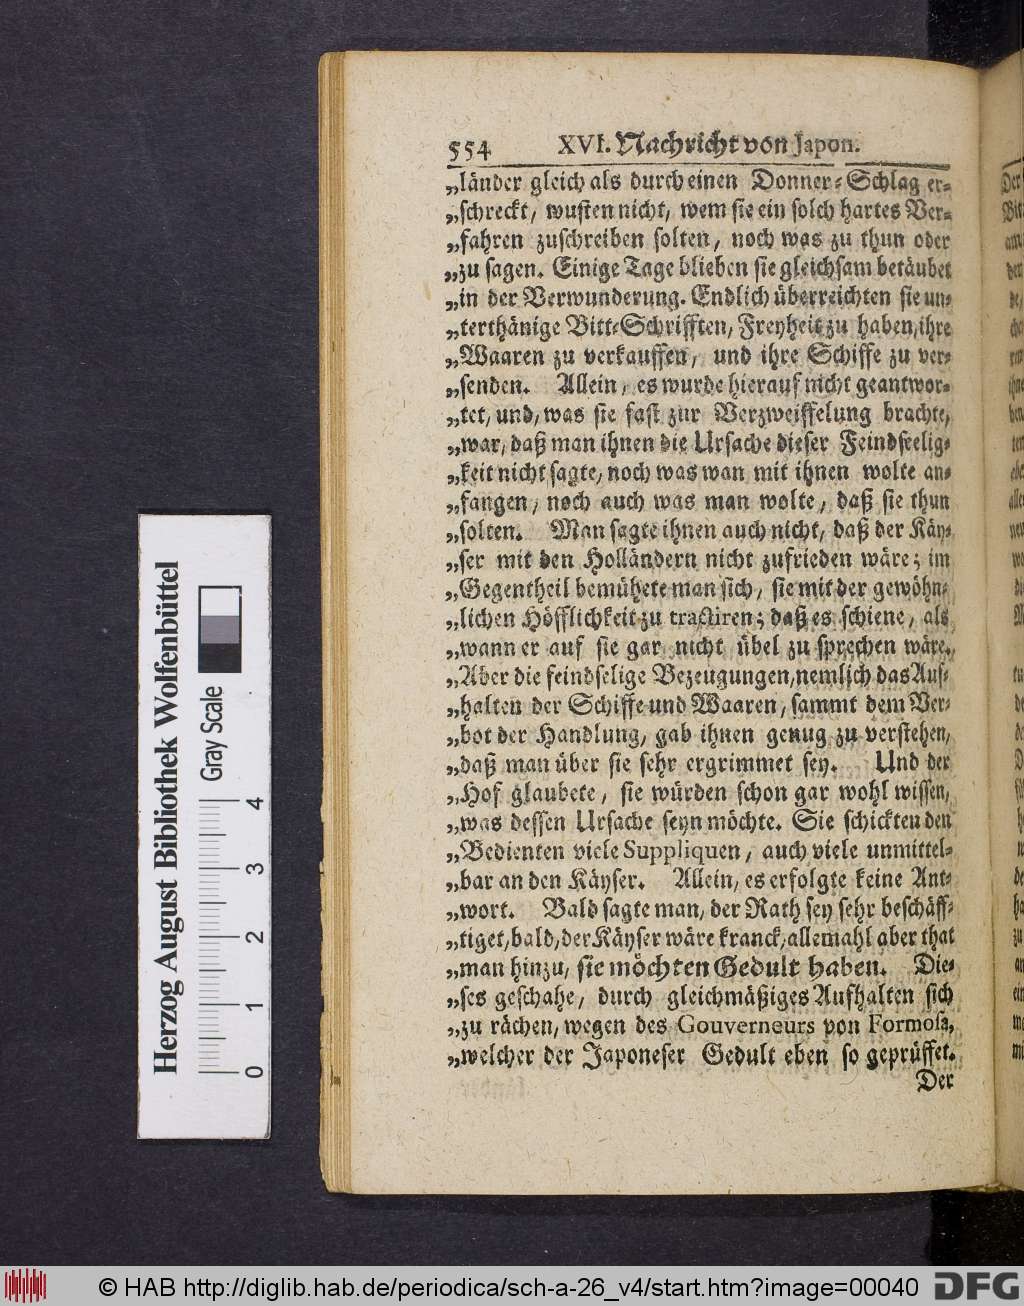 554 XVI. Nachricht von Japon.
„länder gleich als durch einen Donner-Schlag er-
„schreckt, wusten nicht, wem sie ein solch hartes Ver-
„fahren zuschreiben solten, noch was zu thun oder
„zu sagen. Einige Tage blieben sie gleichsam betäubet
„in der Verwunderung. Endlich überreichten sie un-
„terthänige Bitt-Schrifften, Freyheit zu haben, ihre
„Waaren zu verkauffen, und ihre Schiffe zu ver-
„senden. Allein, es wurde hierauf nicht geantwor-
„tet, und, was sie fast zur Verzweiffelung brachte,
„war, daß man ihnen die Ursache dieser Feindseelig-
„keit nicht sagte, noch was wan mit ihnen wolte an-
„fangen, noch auch was man wolte, daß sie thun
„solten. Man sagte ihnen auch nicht, daß der Käy-
„ser mit den Holländern nicht zufrieden wäre; im
„Gegentheil bemühete man sich, sie mit der gewöhn-
„lichen Höfflichkeit zu tractiren; daß es schiene, als
„wann er auf sie gar nicht übel zu sprechen wäre.
„Aber die feindselige Bezeugungen, nemlich das Auf-
„halten der Schiffe und Waaren, sammt dem Ver-
„bot der Handlung, gab ihnen genug zu verstehen,
„daß man über sie sehr ergrimmet sey. Und der
„Hof glaubete, sie würden schon gar wohl wissen,
„was dessen Ursache seyn möchte. Sie schickten den
„Bedienten viele Suppliquen, auch viele unmittel-
„bar an den Käyser. Allein, es erfolgte keine Ant-
„wort. Bald sagte man, der Rath sey sehr beschäff-
„tiget, bald, der Käyser wäre kranck, allemahl aber that
„man hinzu, sie möchten Gedult haben. Die-
„ses geschahe, durch gleichmäßiges Aufhalten sich
„zu rächen, wegen des Gouverneurs von Formosa,
„welcher der Japoneser Gedult eben so geprüffet.
Der
Herzog August Bibliothek Wolfenbüttel
Gray Scale
0 1 2 3 4
© HAB http://diglib.hab.de/periodica/sch-a-26_v4/start.htm?image=00040 DFG